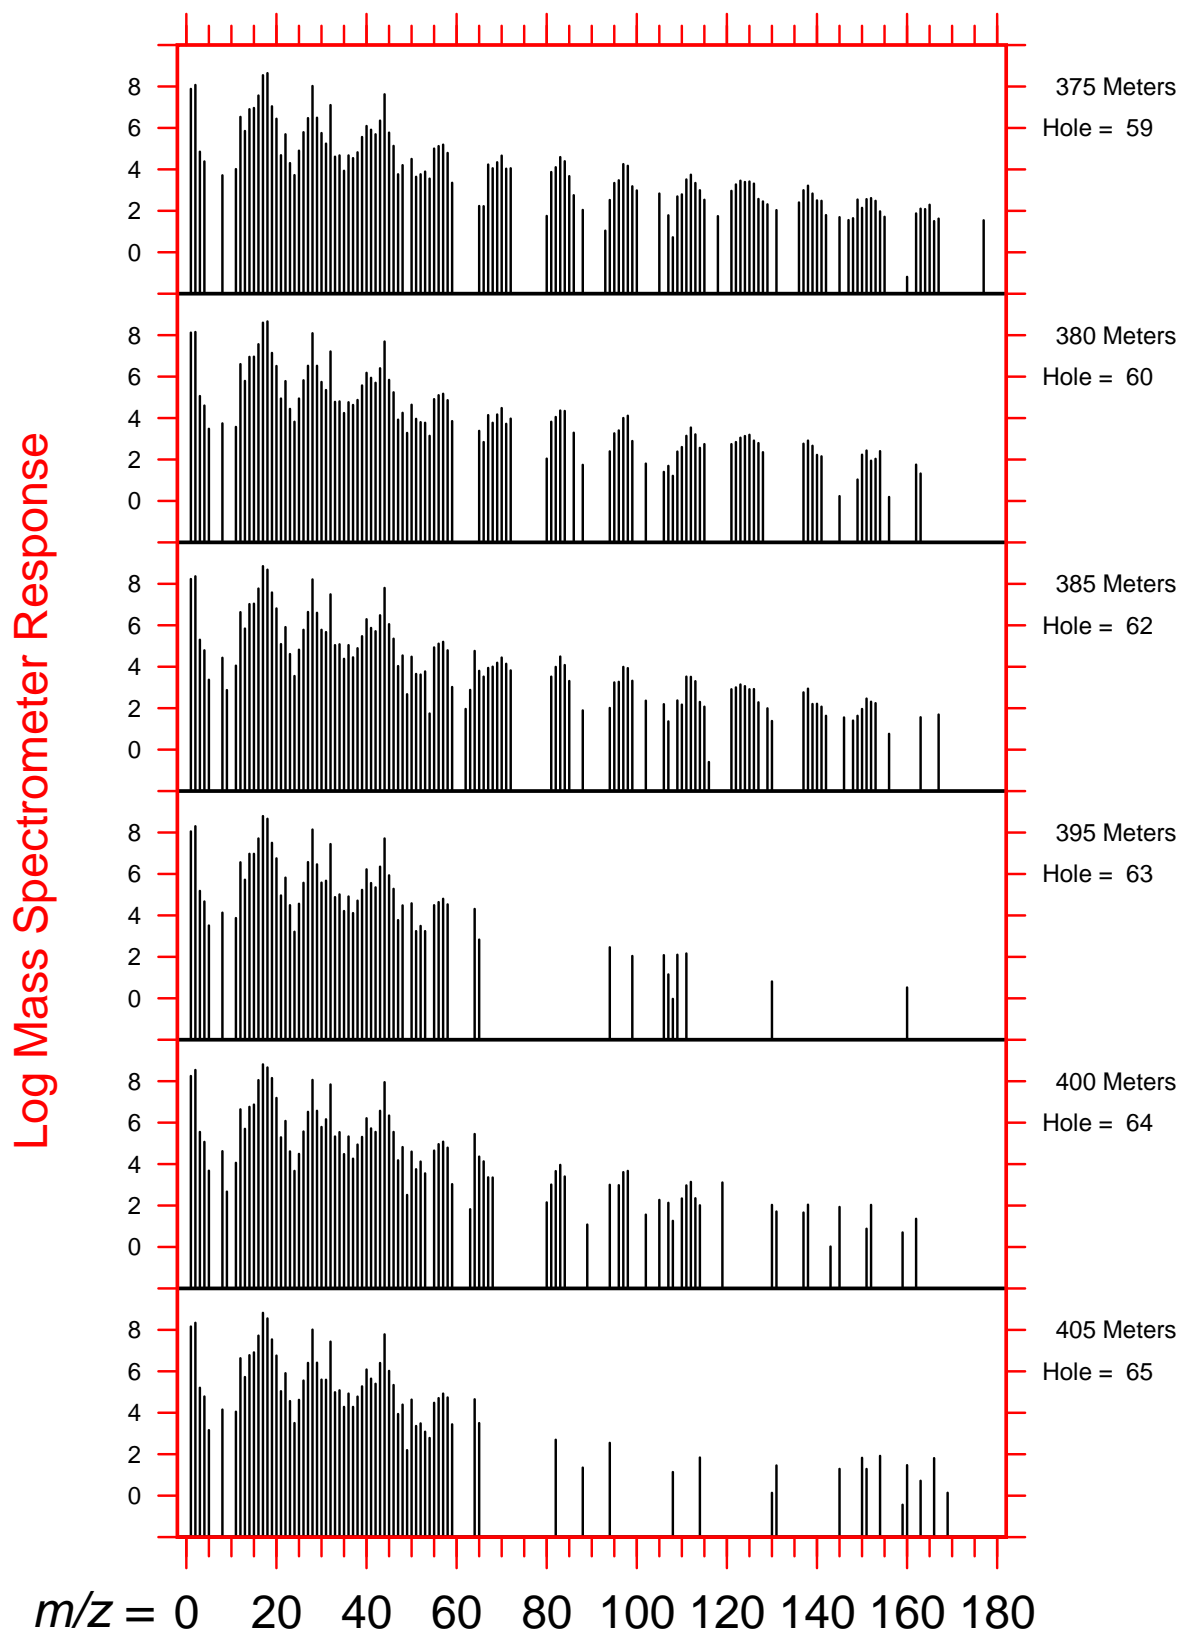 Log Mass Spectrometer Response
8
6
4
2
0
375 Meters
Hole = 59
8
6
4
2
0
380 Meters
Hole = 60
8
6
4
2
0
385 Meters
Hole = 62
8
6
4
2
0
395 Meters
Hole = 63
8
6
4
2
0
400 Meters
Hole = 64
8
6
4
2
0
405 Meters
Hole = 65
m/z = 0 20 40 60 80 100 120 140 160 180